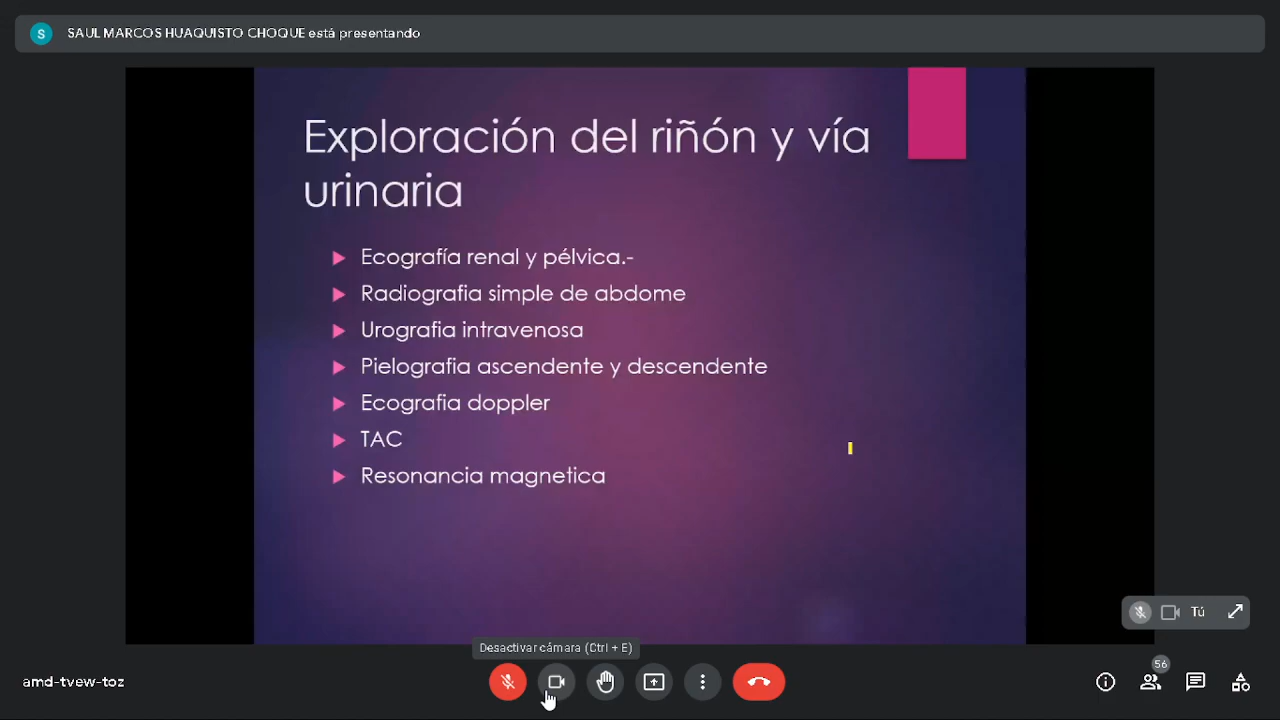 S
SAUL MARCOS HUAQUISTO CHOQUE está presentando
Exploración del riñón y vía
urinaria
Ecografía renal y pélvica.-
Radiografia simple de abdome
Urografia intravenosa
Pielografia ascendente y descendente
Ecografia doppler
TAC
Resonancia magnetica
Tú
Desactivar cámara (Ctrl + E)
56
amd-tvew-toz